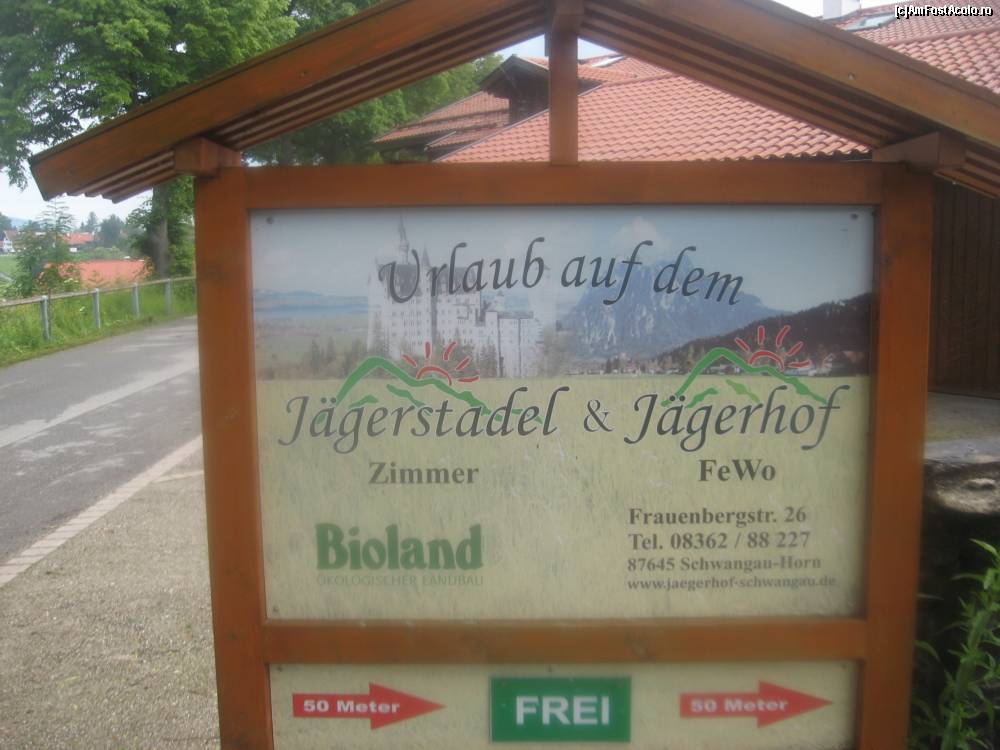 [c]AmFostAcolo.ro
Urlaub auf dem
Jägerstadel & Jägerhof
Zimmer FeWo
Bioland
ÖKOLOGISCHER LANDBAU
Frauenbergstr. 26
Tel. 08362 / 88 227
87645 Schwangau-Horn
www.jaegerhof-schwangau.de
50 Meter FREI 50 Meter